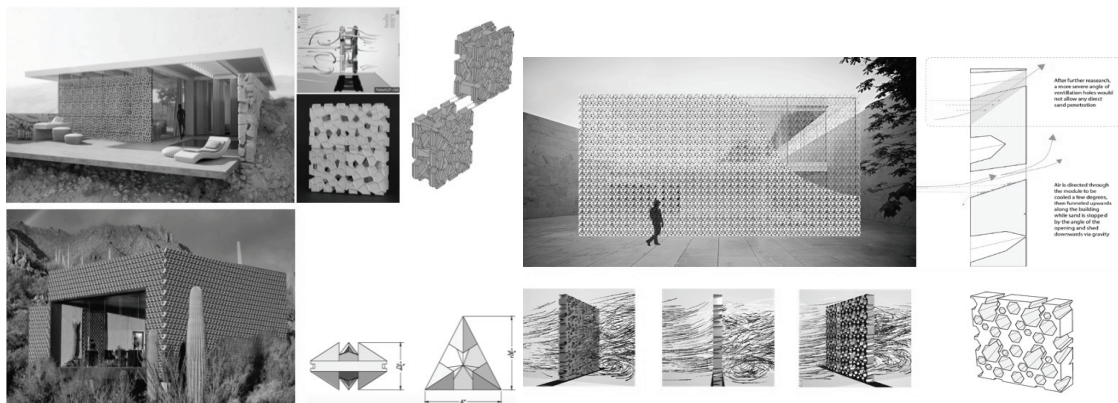 After further reasearch,
a more severe angle of
ventilation holes would
not allow any direct
sand penetration
Air is directed through
the module to be
cooled a few degrees,
then funneled upwards
along the building
while sand is stopped
by the angle of the
opening and shed
downwards via gravity